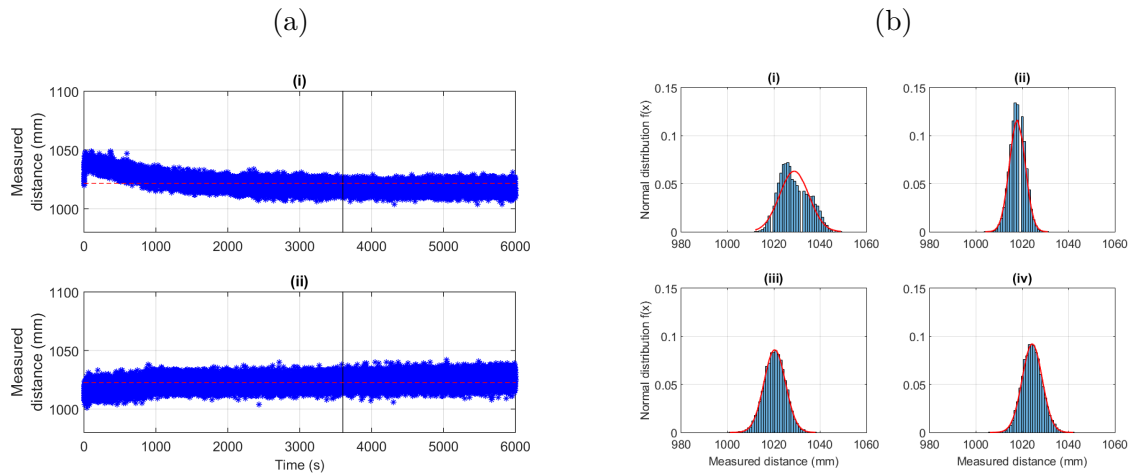 (a)
(i)
1100
1050
1000
Measured
distance (mm)
0 1000 2000 3000 4000 5000 6000
(ii)
1100
1050
1000
Measured
distance (mm)
0 1000 2000 3000 4000 5000 6000
Time (s)
(b)
(i)
0.15
0.1
0.05
0
Normal distribution f(x)
980 1000 1020 1040 1060
(ii)
0.15
0.1
0.05
0
980 1000 1020 1040 1060
(iii)
0.15
0.1
0.05
0
Normal distribution f(x)
980 1000 1020 1040 1060
Measured distance (mm)
(iv)
0.15
0.1
0.05
0
980 1000 1020 1040 1060
Measured distance (mm)